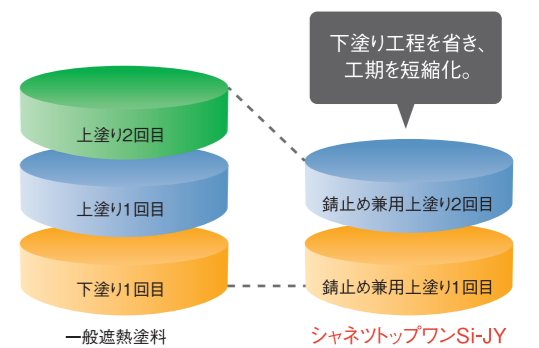 下塗り工程を省き、
工期を短縮化。
上塗り2回目
上塗り1回目
下塗り1回目
一般遮熱塗料
錆止め兼用上塗り2回目
錆止め兼用上塗り1回目
シャネツトップワンSi-JY